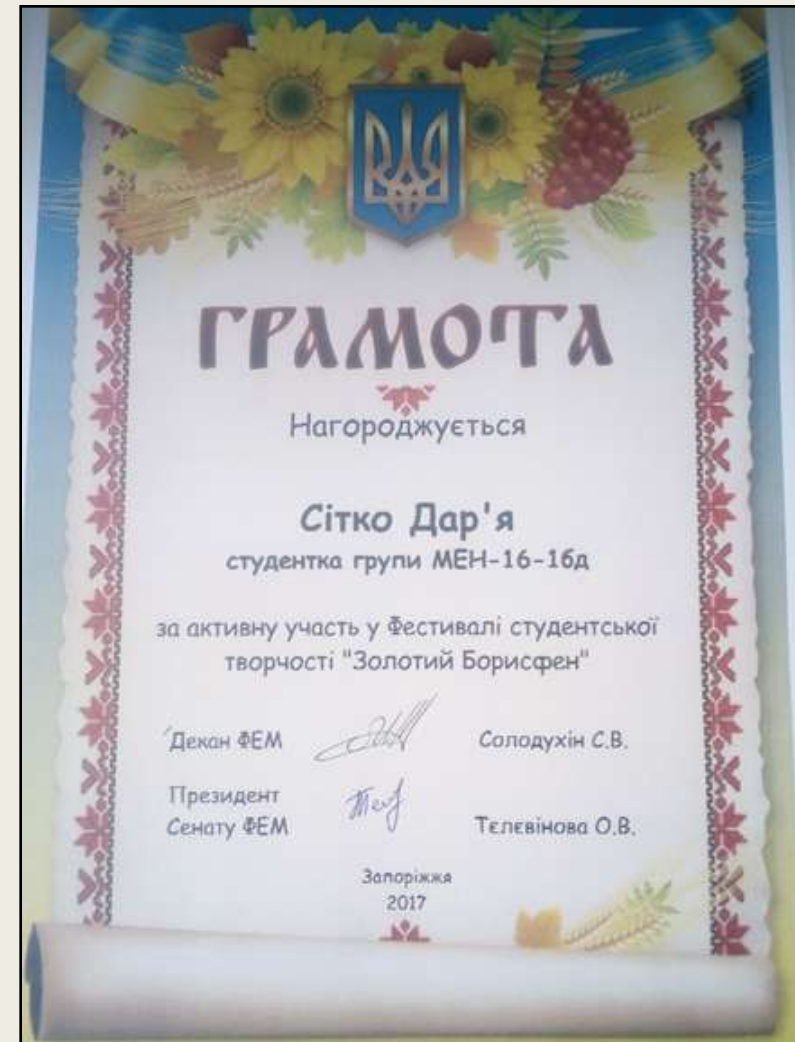 ГРАМОТА
Нагороджується
Сітко Дар'я
студентка групи МЕН-16-1бд
за активну участь у Фестивалі студентської
творчості "Золотий Борисфен"
Декан ФЕМ Солодухін С.В.
Президент
Сенату ФЕМ Тєлєвінова О.В.
Запоріжжя
2017